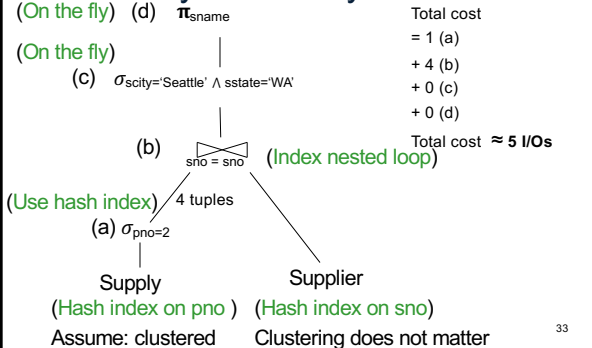 (On the fly) (d) πsname
(On the fly)
(c) σscity='Seattle' ∧ sstate='WA'
(b) sno = sno (Index nested loop)
(Use hash index) 4 tuples
(a) σpno=2
Supply Supplier
(Hash index on pno ) (Hash index on sno)
Assume: clustered Clustering does not matter
Total cost
= 1 (a)
+ 4 (b)
+ 0 (c)
+ 0 (d)
Total cost ≈ 5 I/Os
33